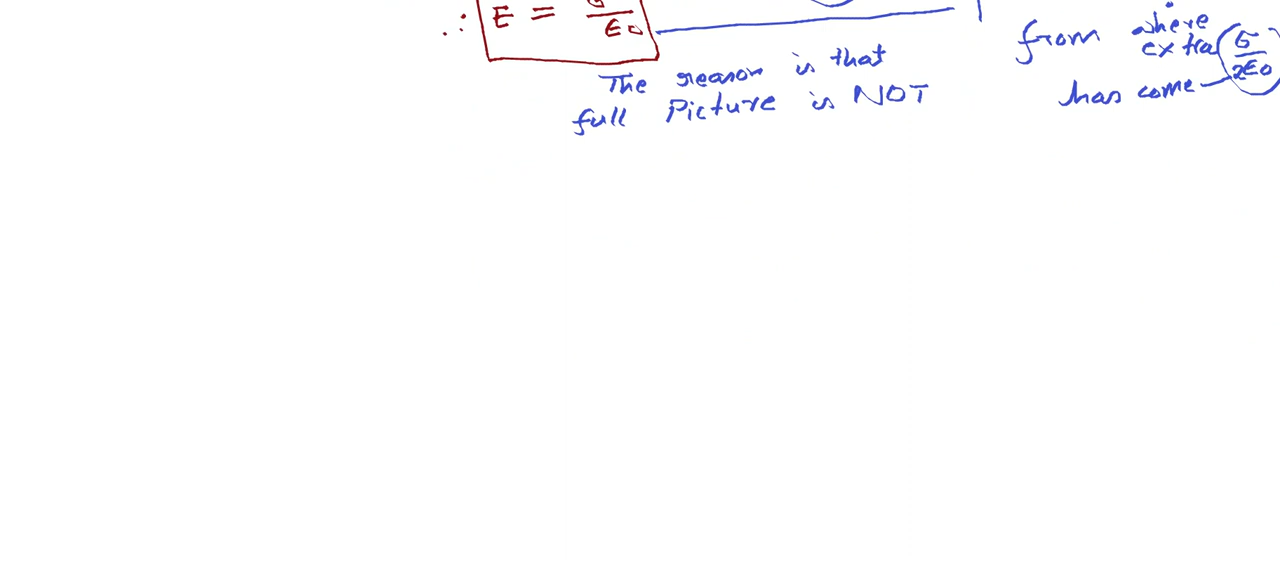 ∴ E = σ/ε0
from where
extra σ/2ε0
has come
The reason is that
full Picture is NOT